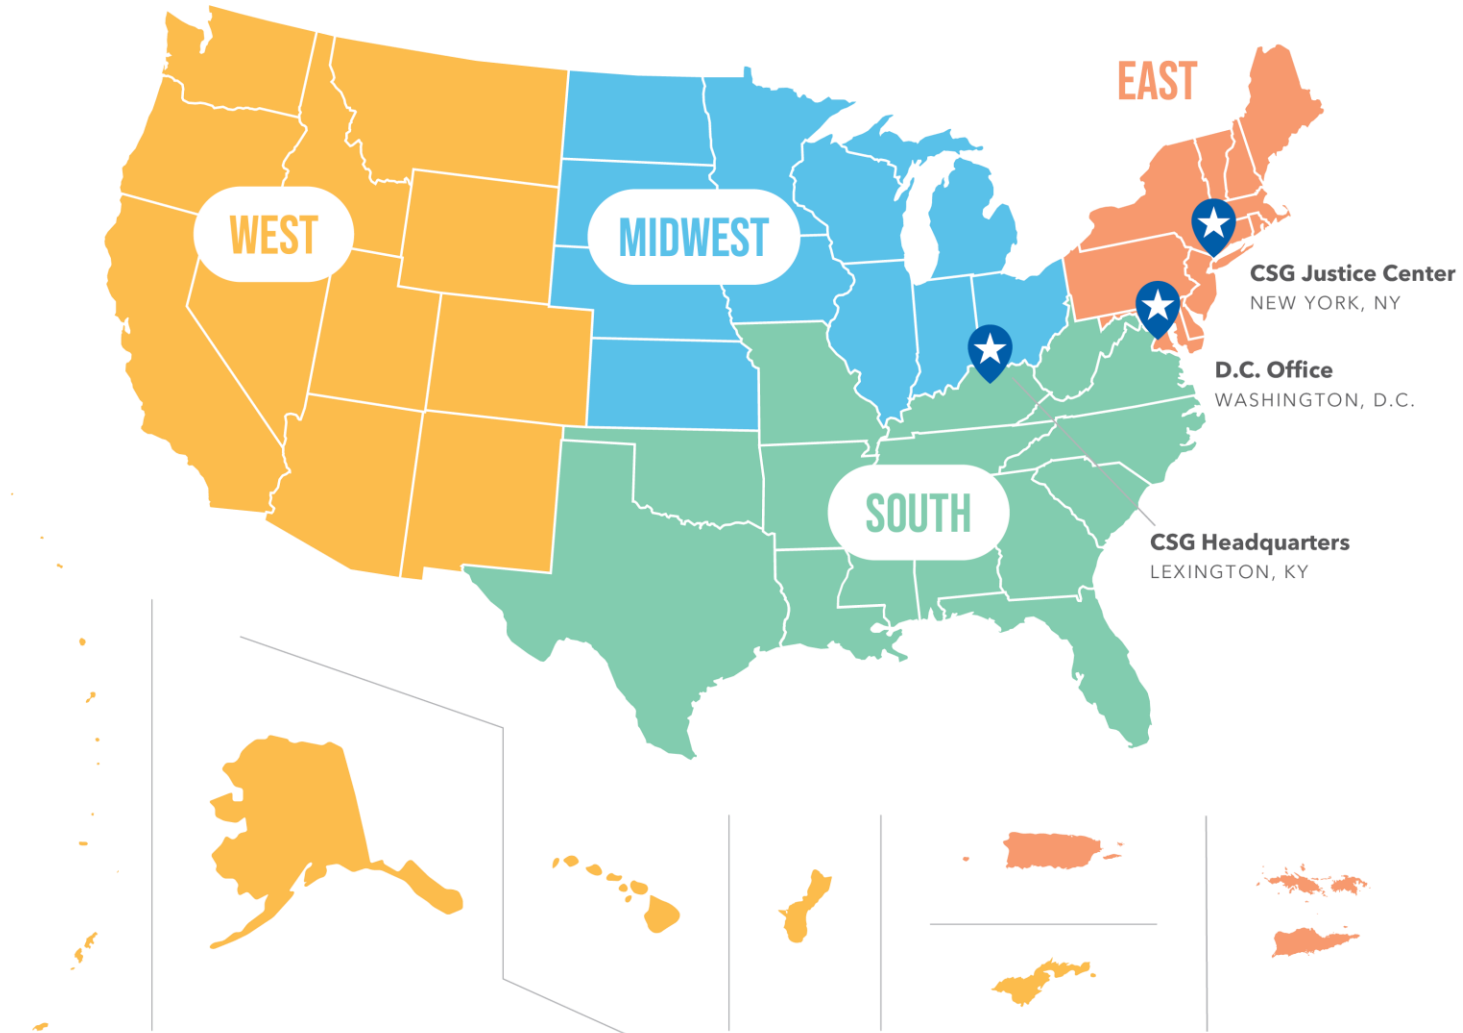 EAST
WEST
MIDWEST
CSG Justice Center
NEW YORK, NY
D.C. Office
WASHINGTON, D.C.
SOUTH
CSG Headquarters
LEXINGTON, KY